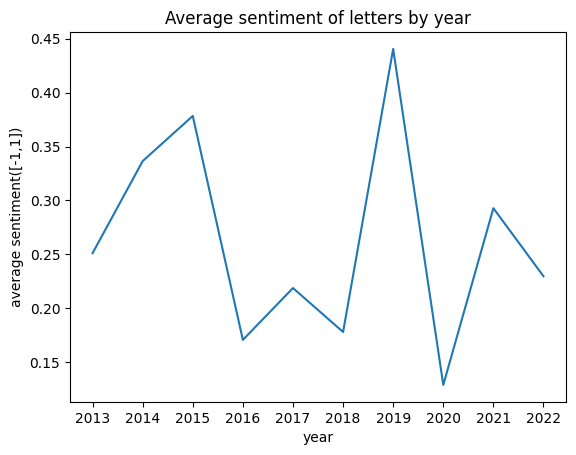 Average sentiment of letters by year
average sentiment([-1,1])
0.45
0.40
0.35
0.30
0.25
0.20
0.15
2013 2014 2015 2016 2017 2018 2019 2020 2021 2022
year